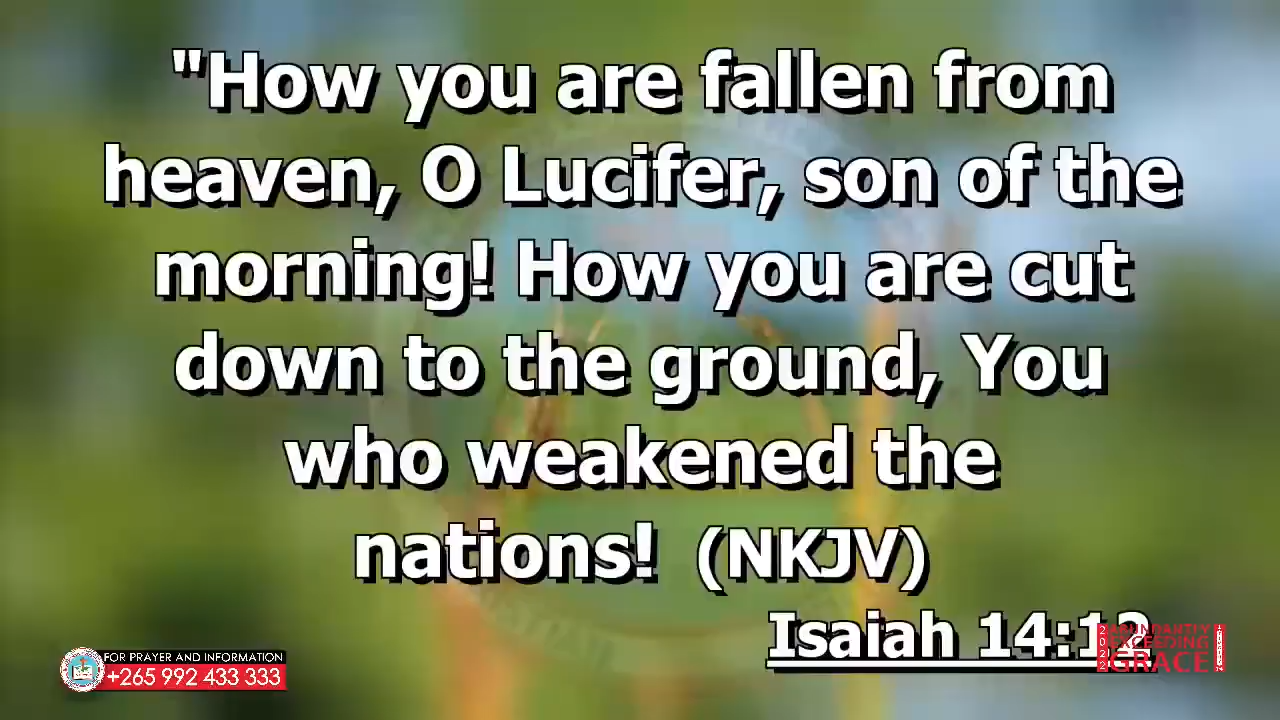 "How you are fallen from
heaven, O Lucifer, son of the
morning! How you are cut
down to the ground, You
who weakened the
nations!  (NKJV)
Isaiah 14:12
FOR PRAYER AND INFORMATION
+265 992 433 333
ABUNDANTLY
EXCEEDING
GRACE